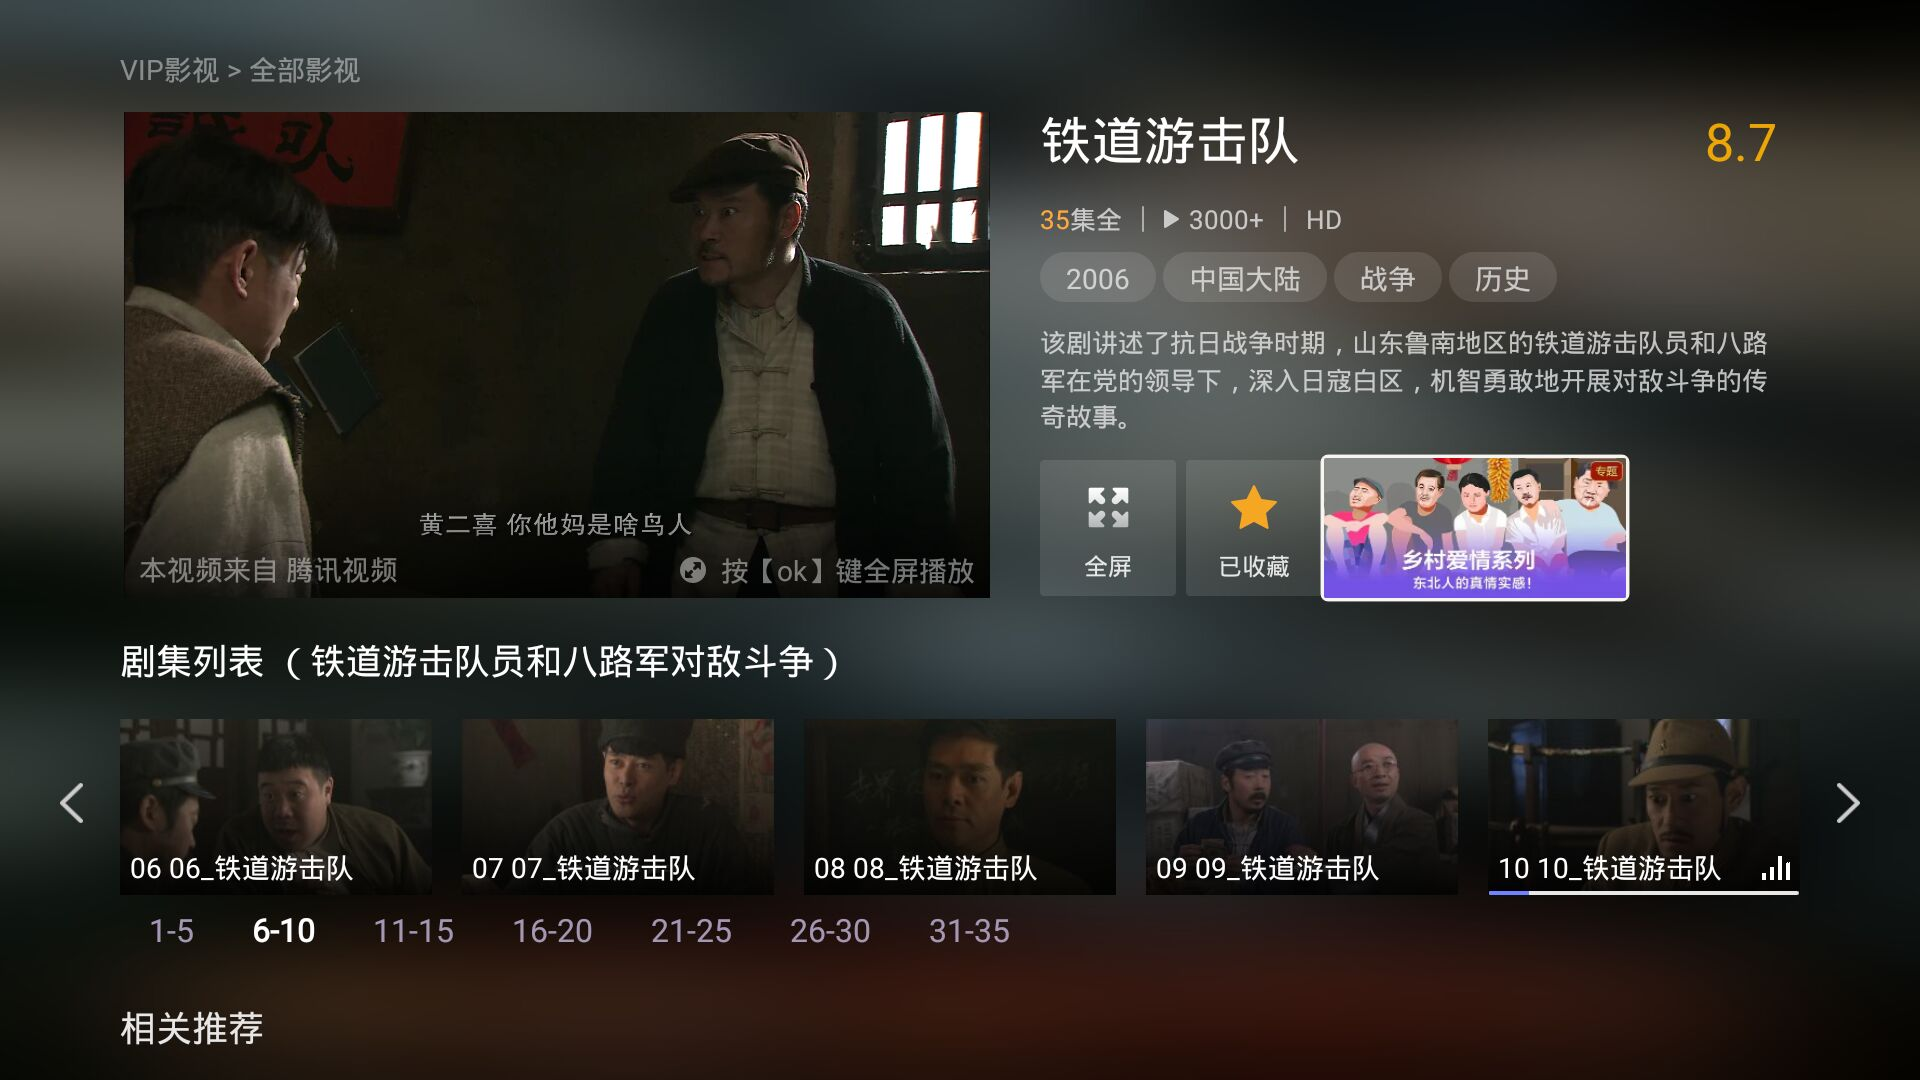 VIP影视 > 全部影视
铁道游击队
8.7
35集全 | 3000+ | HD
2006 中国大陆 战争 历史
该剧讲述了抗日战争时期，山东鲁南地区的铁道游击队员和八路
军在党的领导下，深入日寇白区，机智勇敢地开展对敌斗争的传
奇故事。
黄二喜 你他妈是啥鸟人
本视频来自 腾讯视频
按【ok】键全屏播放
全屏
已收藏
专题
乡村爱情系列
东北人的真情实感!
剧集列表 （铁道游击队员和八路军对敌斗争）
06 06_铁道游击队
07 07_铁道游击队
08 08_铁道游击队
09 09_铁道游击队
10 10_铁道游击队
1-5 6-10 11-15 16-20 21-25 26-30 31-35
相关推荐